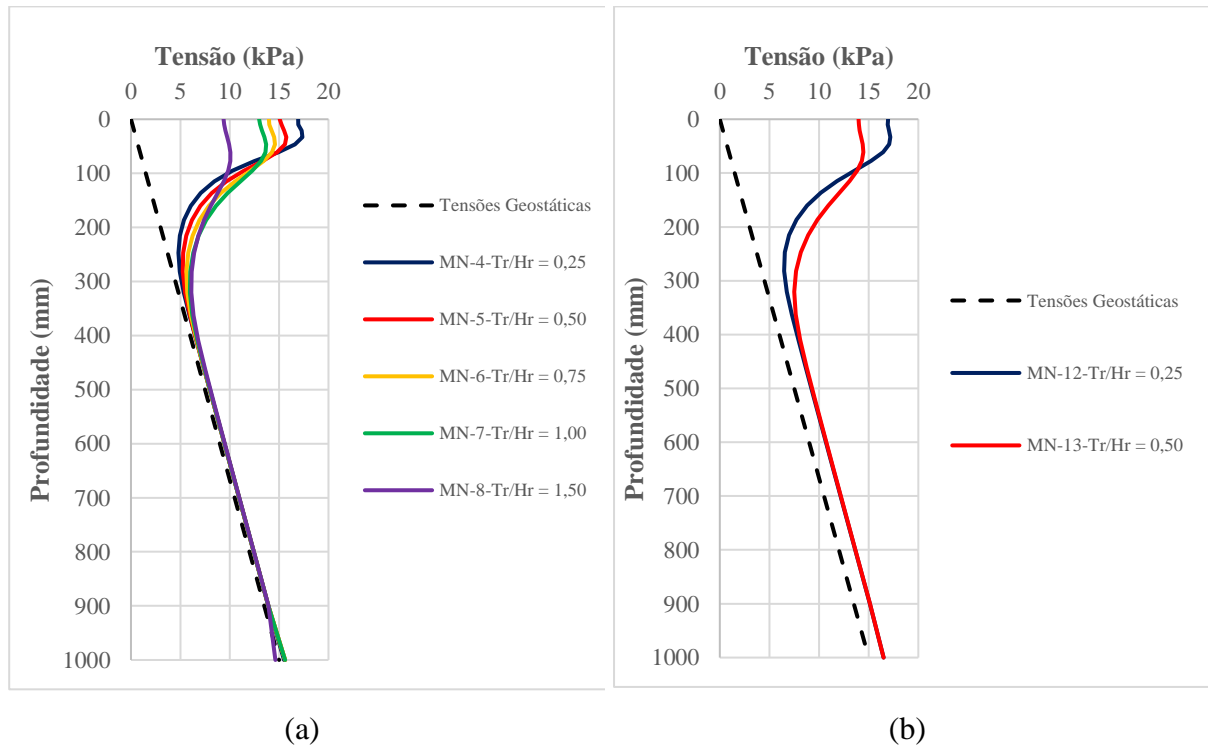 Tensão (kPa)
0 5 10 15 20
0
100
200
300
400
500
600
700
800
900
1000
Profundidade (mm)
Tensões Geostáticas
MN-4-Tr/Hr = 0,25
MN-5-Tr/Hr = 0,50
MN-6-Tr/Hr = 0,75
MN-7-Tr/Hr = 1,00
MN-8-Tr/Hr = 1,50
(a)
Tensão (kPa)
0 5 10 15 20
0
100
200
300
400
500
600
700
800
900
1000
Profundidade (mm)
Tensões Geostáticas
MN-12-Tr/Hr = 0,25
MN-13-Tr/Hr = 0,50
(b)